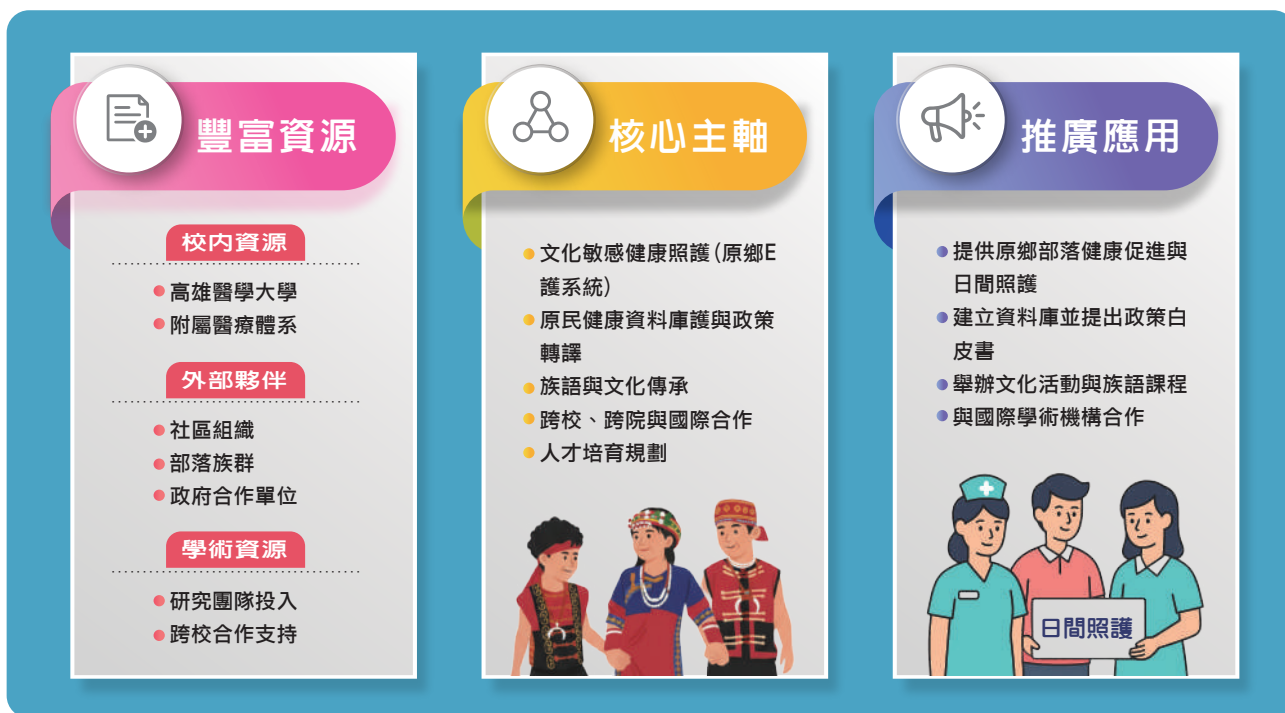 豐富資源
校內資源
高雄醫學大學
附屬醫療體系
外部夥伴
社區組織
部落族群
政府合作單位
學術資源
研究團隊投入
跨校合作支持
核心主軸
文化敏感健康照護(原鄉E
護系統)
原民健康資料庫護與政策
轉譯
族語與文化傳承
跨校、跨院與國際合作
人才培育規劃
推廣應用
提供原鄉部落健康促進與
日間照護
建立資料庫並提出政策白
皮書
舉辦文化活動與族語課程
與國際學術機構合作
日間照護